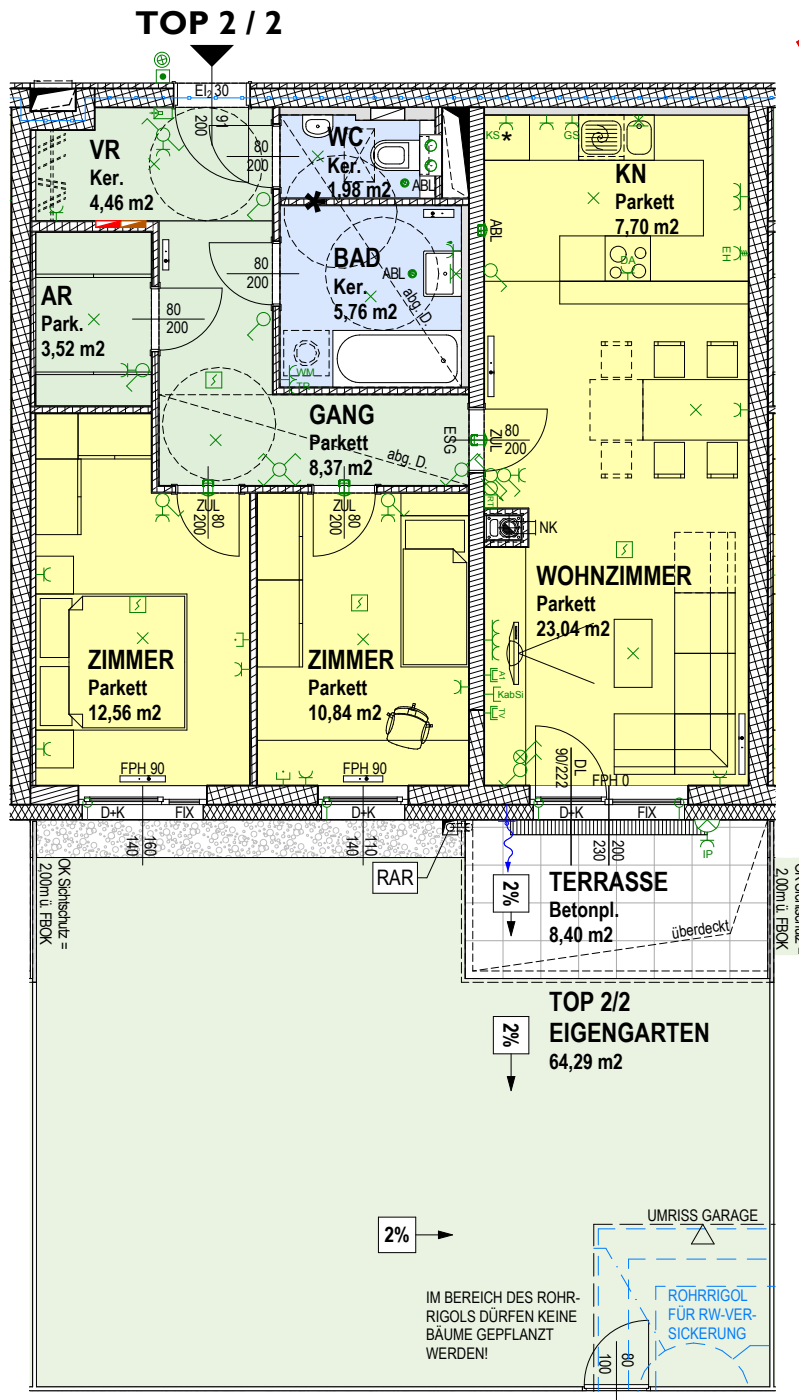 TOP 2 / 2
EI₂30
91
200
VR
Ker.
4,46 m2
80
200
WC
Ker.
1,98 m2
ABL
KS*
GS
KN
Parkett
7,70 m2
ABL
EH
DA
AR
Park.
3,52 m2
80
200
80
200
*
BAD
Ker.
5,76 m2
ABL
abg. D.
WM
TR
GANG
Parkett
8,37 m2
abg. D.
ESG
ZUL
80
200
ZUL
80
200
ZUL
80
200
NK
WOHNZIMMER
Parkett
23,04 m2
ZIMMER
Parkett
12,56 m2
ZIMMER
Parkett
10,84 m2
KabSi
TV
FPH 90
FPH 90
DL
90/222
FPH 0
D+K
FIX
D+K
D+K
FIX
140
160
140
110
230
200
IP
RAR
OK Sichtschutz =
2,00m ü. FBOK
OK Sichtschutz =
2,00m ü. FBOK
2%
TERRASSE
Betonpl.
8,40 m2
überdeckt
2%
TOP 2/2
EIGENGARTEN
64,29 m2
2%
UMRISS GARAGE
IM BEREICH DES ROHR-
RIGOLS DÜRFEN KEINE
BÄUME GEPFLANZT
WERDEN!
ROHRRIGOL
FÜR RW-VER-
SICKERUNG
100
80